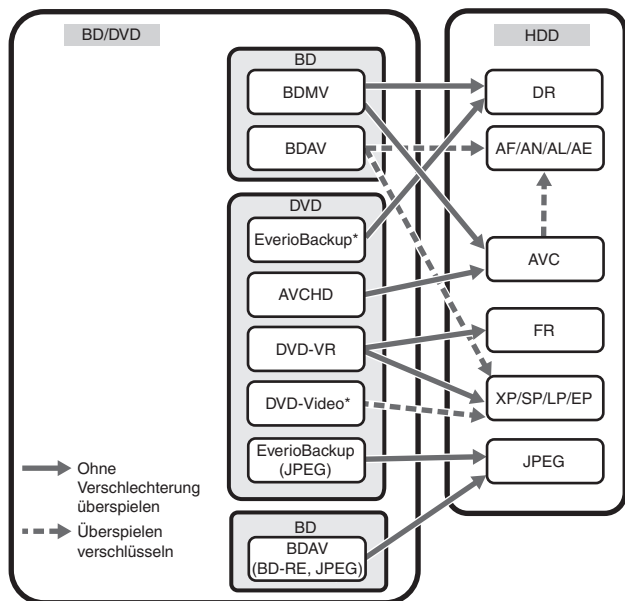 BD/DVD
HDD
BD
BDMV
BDAV
DVD
EverioBackup*
AVCHD
DVD-VR
DVD-Video*
EverioBackup
(JPEG)
BD
BDAV
(BD-RE, JPEG)
DR
AF/AN/AL/AE
AVC
FR
XP/SP/LP/EP
JPEG
Ohne
Verschlechterung
überspielen
Überspielen
verschlüsseln